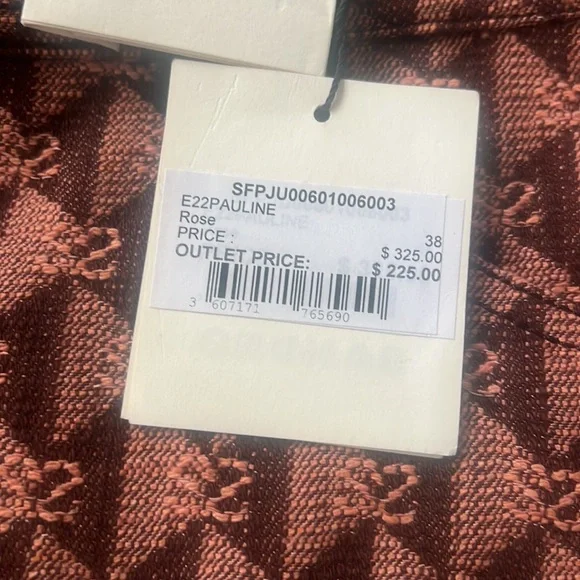 SFPJU00601006003
E22PAULINE
Rose 38
PRICE : $ 325.00
OUTLET PRICE: $ 225.00
3 607171 765690